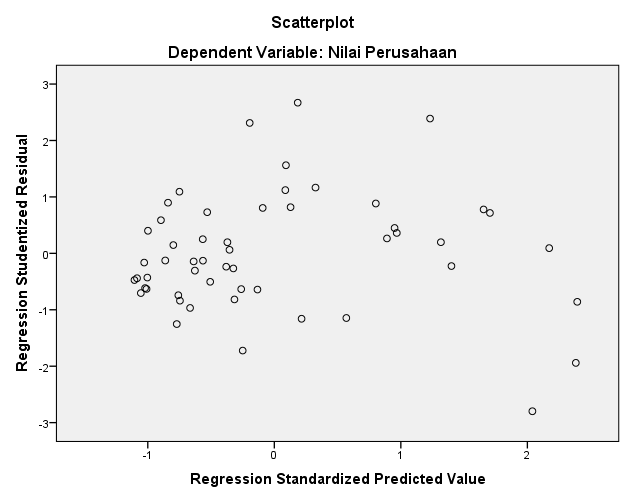 Scatterplot
Dependent Variable: Nilai Perusahaan
Regression Studentized Residual
3
2
1
0
-1
-2
-3
-1
0
1
2
Regression Standardized Predicted Value